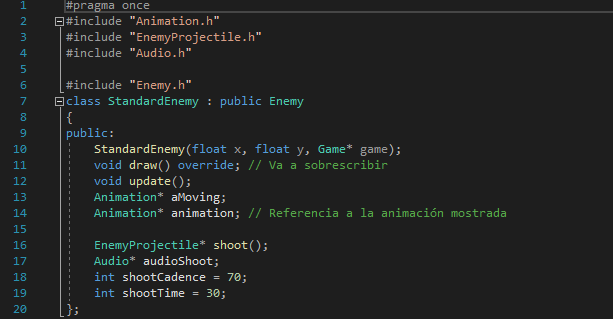 1 #pragma once
2 #include "Animation.h"
3 #include "EnemyProjectile.h"
4 #include "Audio.h"
5
6 #include "Enemy.h"
7 class StandardEnemy : public Enemy
8 {
9 public:
10 StandardEnemy(float x, float y, Game* game);
11 void draw() override; // Va a sobrescribir
12 void update();
13 Animation* aMoving;
14 Animation* animation; // Referencia a la animación mostrada
15
16 EnemyProjectile* shoot();
17 Audio* audioShoot;
18 int shootCadence = 70;
19 int shootTime = 30;
20 };